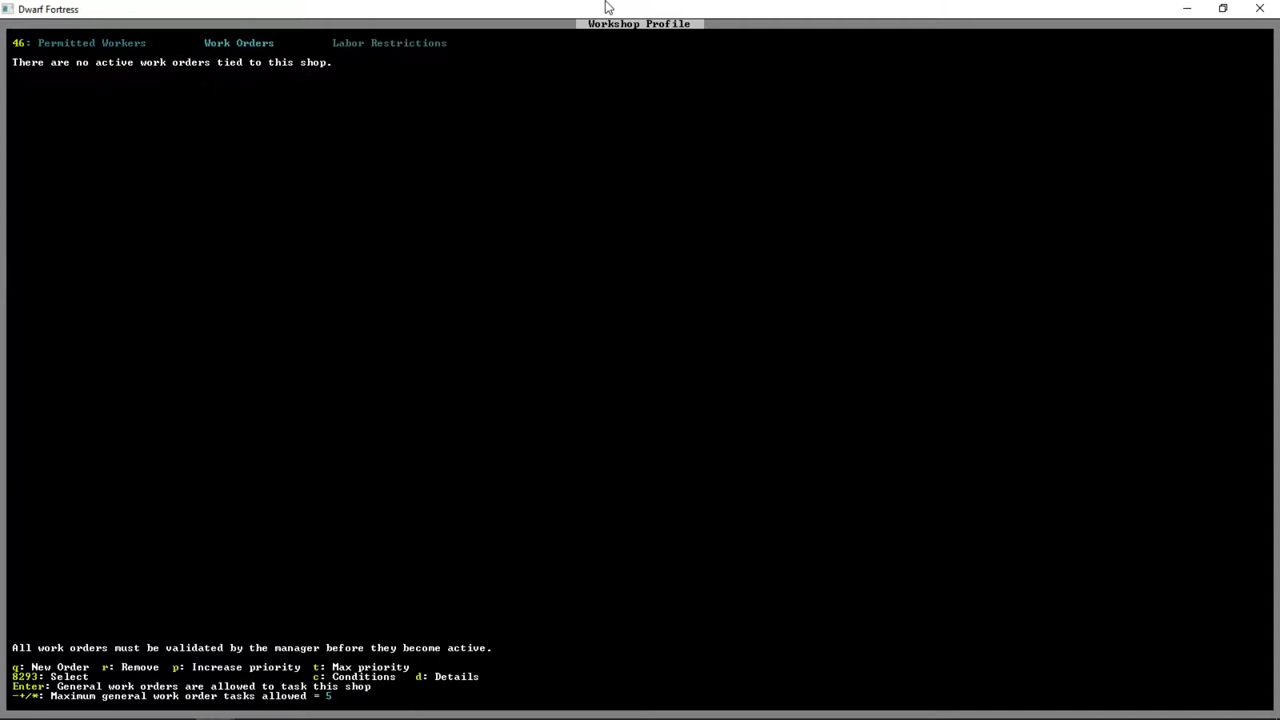 Dwarf Fortress
Workshop Profile
46: Permitted Workers Work Orders Labor Restrictions
There are no active work orders tied to this shop.
All work orders must be validated by the manager before they become active.
q: New Order r: Remove p: Increase priority t: Max priority
8293: Select c: Conditions d: Details
Enter: General work orders are allowed to task this shop
-+/*: Maximum general work order tasks allowed = 5